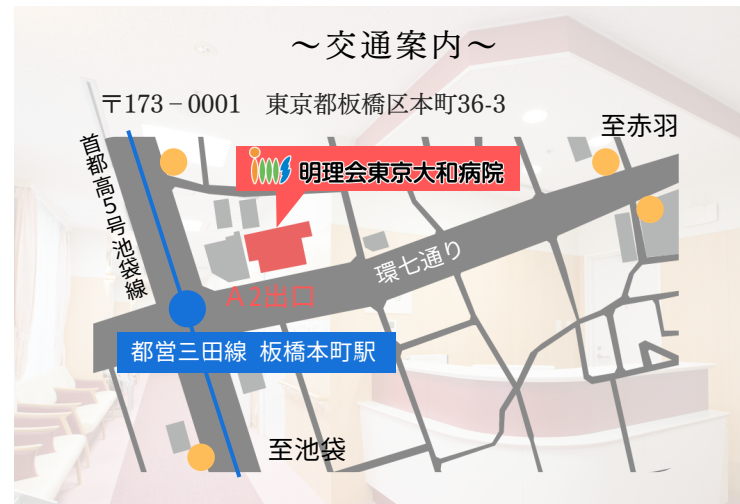 ～交通案内～
〒173－0001　東京都板橋区本町36-3
至赤羽
首都高5号池袋線
明理会東京大和病院
環七通り
A2出口
都営三田線 板橋本町駅
至池袋